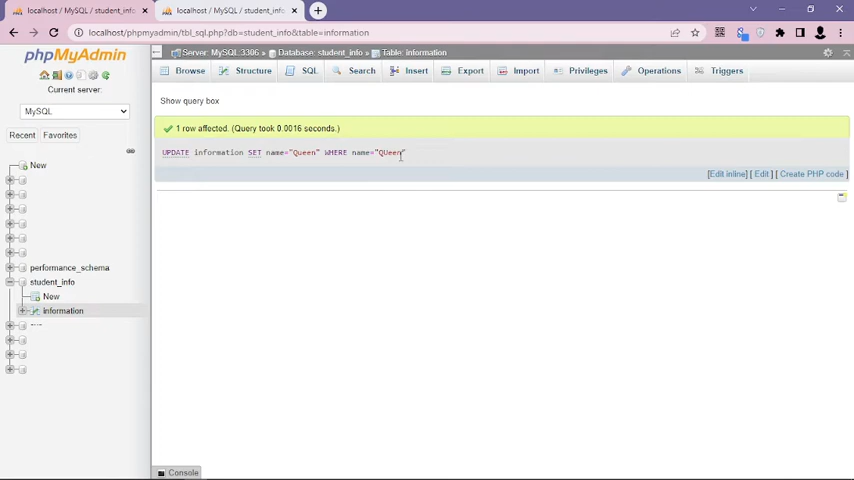 localhost / MySQL / student_info
localhost / MySQL / student_info
localhost/phpmyadmin/tbl_sql.php?db=student_info&table=information
phpMyAdmin
Current server:
MySQL
Recent Favorites
New
performance_schema
student_info
New
information
Server: MySQL:3306 » Database: student_info » Table: information
Browse Structure SQL Search Insert Export Import Privileges Operations Triggers
Show query box
1 row affected. (Query took 0.0016 seconds.)
UPDATE information SET name="Queen" WHERE name="QUeen"
[Edit inline] [ Edit ] [ Create PHP code ]
Console